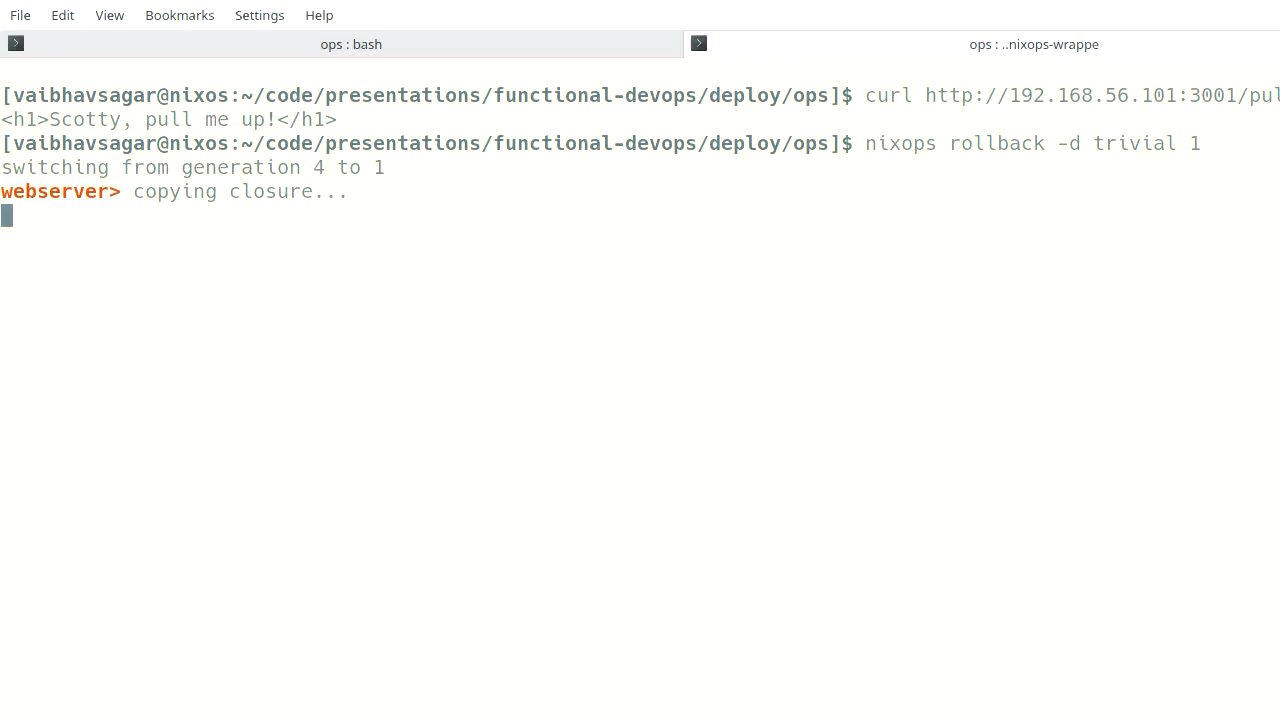 File Edit View Bookmarks Settings Help
ops : bash
ops : ..nixops-wrappe
[vaibhavsagar@nixos:~/code/presentations/functional-devops/deploy/ops]$ curl http://192.168.56.101:3001/pul
<h1>Scotty, pull me up!</h1>
[vaibhavsagar@nixos:~/code/presentations/functional-devops/deploy/ops]$ nixops rollback -d trivial 1
switching from generation 4 to 1
webserver> copying closure...